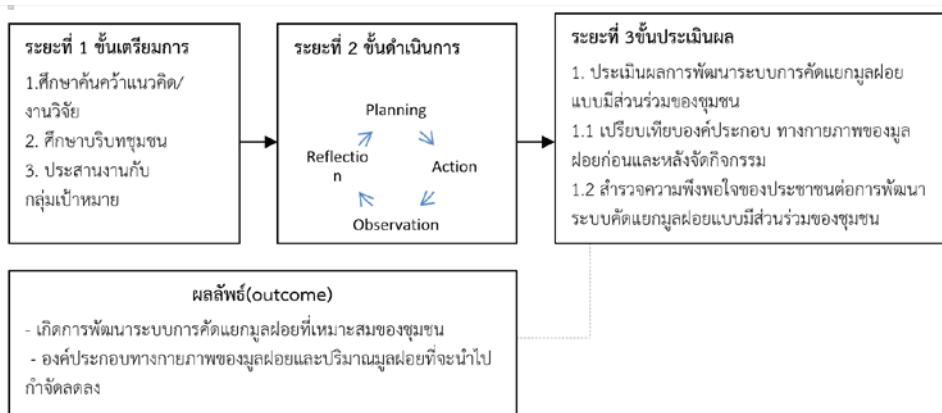 ระยะที่ 1 ขั้นเตรียมการ
1.ศึกษาค้นคว้าแนวคิด/
งานวิจัย
2. ศึกษาบริบทชุมชน
3. ประสานงานกับ
กลุ่มเป้าหมาย
ระยะที่ 2 ขั้นดำเนินการ
Planning
Action
Observation
Reflectio
n
ระยะที่ 3ขั้นประเมินผล
1. ประเมินผลการพัฒนาระบบการคัดแยกมูลฝอย
แบบมีส่วนร่วมของชุมชน
1.1 เปรียบเทียบองค์ประกอบ ทางกายภาพของมูล
ฝอยก่อนและหลังจัดกิจกรรม
1.2 สำรวจความพึงพอใจของประชาชนต่อการพัฒนา
ระบบคัดแยกมูลฝอยแบบมีส่วนร่วมของชุมชน
ผลลัพธ์(outcome)
- เกิดการพัฒนาระบบการคัดแยกมูลฝอยที่เหมาะสมของชุมชน
- องค์ประกอบทางกายภาพของมูลฝอยและปริมาณมูลฝอยที่จะนำไป
กำจัดลดลง